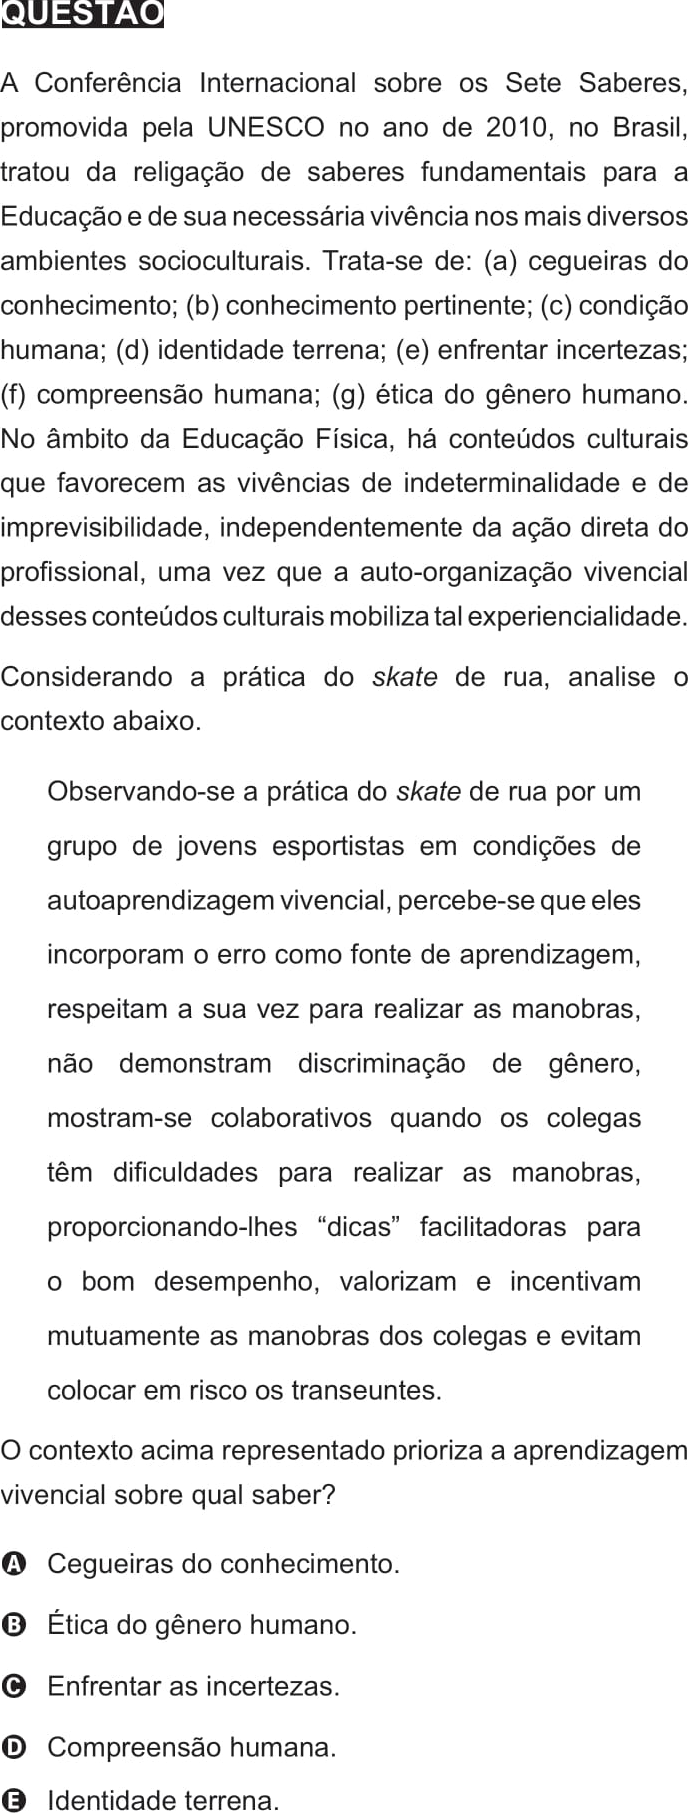 QUESTÃO
A Conferência Internacional sobre os Sete Saberes,
promovida pela UNESCO no ano de 2010, no Brasil,
tratou da religação de saberes fundamentais para a
Educação e de sua necessária vivência nos mais diversos
ambientes socioculturais. Trata-se de: (a) cegueiras do
conhecimento; (b) conhecimento pertinente; (c) condição
humana; (d) identidade terrena; (e) enfrentar incertezas;
(f) compreensão humana; (g) ética do gênero humano.
No âmbito da Educação Física, há conteúdos culturais
que favorecem as vivências de indeterminalidade e de
imprevisibilidade, independentemente da ação direta do
profissional, uma vez que a auto-organização vivencial
desses conteúdos culturais mobiliza tal experiencialidade.
Considerando a prática do skate de rua, analise o
contexto abaixo.
Observando-se a prática do skate de rua por um
grupo de jovens esportistas em condições de
autoaprendizagem vivencial, percebe-se que eles
incorporam o erro como fonte de aprendizagem,
respeitam a sua vez para realizar as manobras,
não demonstram discriminação de gênero,
mostram-se colaborativos quando os colegas
têm dificuldades para realizar as manobras,
proporcionando-lhes “dicas” facilitadoras para
o bom desempenho, valorizam e incentivam
mutuamente as manobras dos colegas e evitam
colocar em risco os transeuntes.
O contexto acima representado prioriza a aprendizagem
vivencial sobre qual saber?
A Cegueiras do conhecimento.
B Ética do gênero humano.
C Enfrentar as incertezas.
D Compreensão humana.
E Identidade terrena.